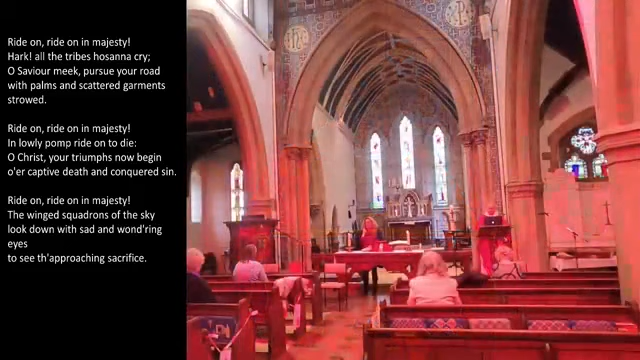 Ride on, ride on in majesty!
Hark! all the tribes hosanna cry;
O Saviour meek, pursue your road
with palms and scattered garments
strowed.
Ride on, ride on in majesty!
In lowly pomp ride on to die:
O Christ, your triumphs now begin
o'er captive death and conquered sin.
Ride on, ride on in majesty!
The winged squadrons of the sky
look down with sad and wond'ring
eyes
to see th'approaching sacrifice.